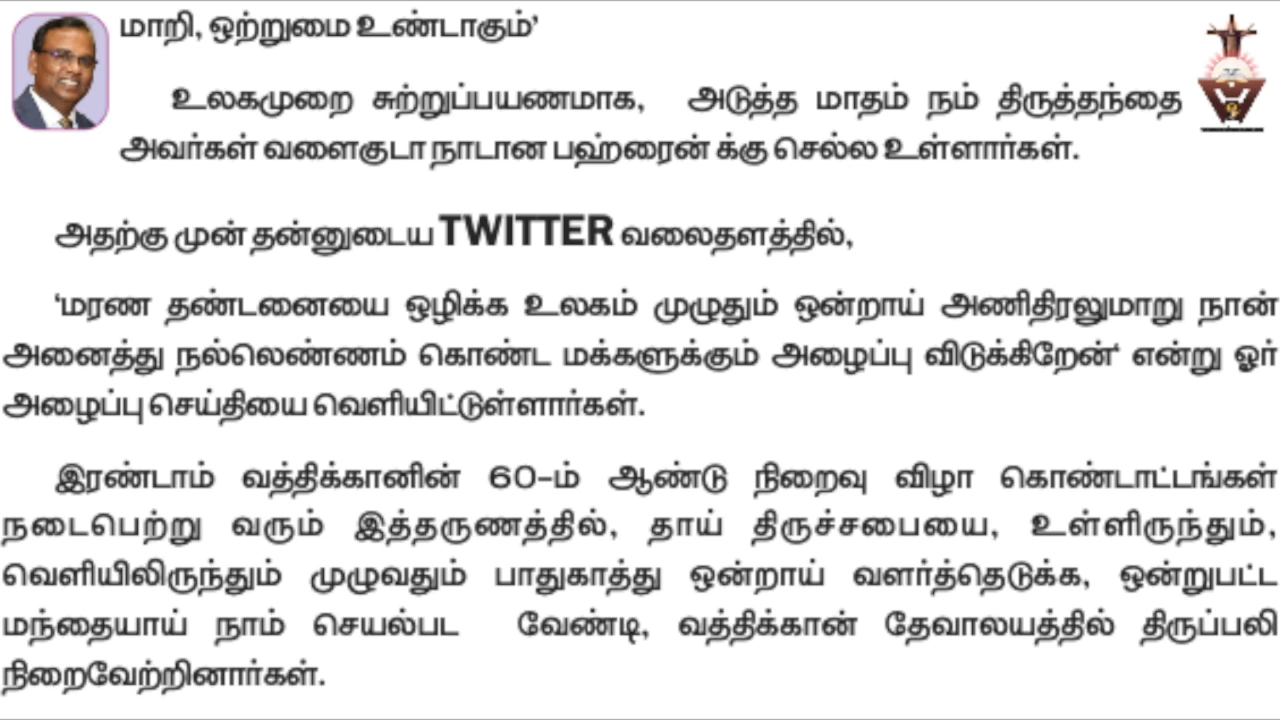 மாறி, ஒற்றுமை உண்டாகும்’
உலகமுறை சுற்றுப்பயணமாக, அடுத்த மாதம் நம் திருத்தந்தை
அவர்கள் வளைகுடா நாடான பஹ்ரைன் க்கு செல்ல உள்ளார்கள்.
அதற்கு முன் தன்னுடைய TWITTER வலைதளத்தில்,
‘மரண தண்டனையை ஒழிக்க உலகம் முழுதும் ஒன்றாய் அணிதிரலுமாறு நான்
அனைத்து நல்லெண்ணம் கொண்ட மக்களுக்கும் அழைப்பு விடுக்கிறேன்‘ என்று ஓர்
அழைப்பு செய்தியை வெளியிட்டுள்ளார்கள்.
இரண்டாம் வத்திக்கானின் 60-ம் ஆண்டு நிறைவு விழா கொண்டாட்டங்கள்
நடைபெற்று வரும் இத்தருணத்தில், தாய் திருச்சபையை, உள்ளிருந்தும்,
வெளியிலிருந்தும் முழுவதும் பாதுகாத்து ஒன்றாய் வளர்த்தெடுக்க, ஒன்றுபட்ட
மந்தையாய் நாம் செயல்பட வேண்டி, வத்திக்கான் தேவாலயத்தில் திருப்பலி
நிறைவேற்றினார்கள்.